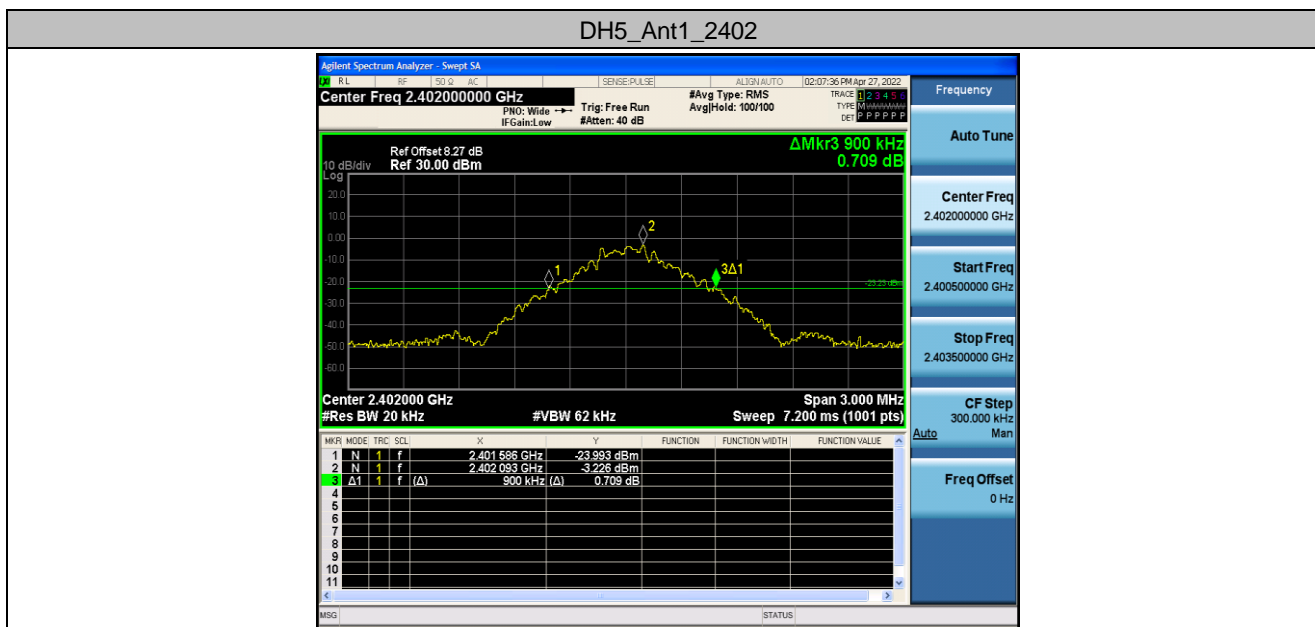 DH5_Ant1_2402
Agilent Spectrum Analyzer - Swept SA
RL RF 50 Ω AC SENSE:PULSE ALIGN AUTO 02:07:36 PM Apr 27, 2022
Center Freq 2.402000000 GHz
PNO: Wide
IFGain:Low
Trig: Free Run
#Atten: 40 dB
#Avg Type: RMS
Avg|Hold: 100/100
TRACE 1 2 3 4 5 6
TYPE M
DET P P P P P P
Ref Offset 8.27 dB
10 dB/div Ref 30.00 dBm
Log
ΔMkr3 900 kHz
0.709 dB
20.0
10.0
0.00
-10.0
-20.0
-30.0
-40.0
-50.0
-60.0
1
2
3Δ1
-23.23 dBm
Center 2.402000 GHz Span 3.000 MHz
#Res BW 20 kHz #VBW 62 kHz Sweep 7.200 ms (1001 pts)
MKR MODE TRC SCL X Y FUNCTION FUNCTION WIDTH FUNCTION VALUE
1 N 1 f 2.401 586 GHz -23.993 dBm
2 N 1 f 2.402 093 GHz -3.226 dBm
3 Δ1 1 f (Δ) 900 kHz (Δ) 0.709 dB
4
5
6
7
8
9
10
11
MSG STATUS
Frequency
Auto Tune
Center Freq
2.402000000 GHz
Start Freq
2.400500000 GHz
Stop Freq
2.403500000 GHz
CF Step
300.000 kHz
Auto Man
Freq Offset
0 Hz